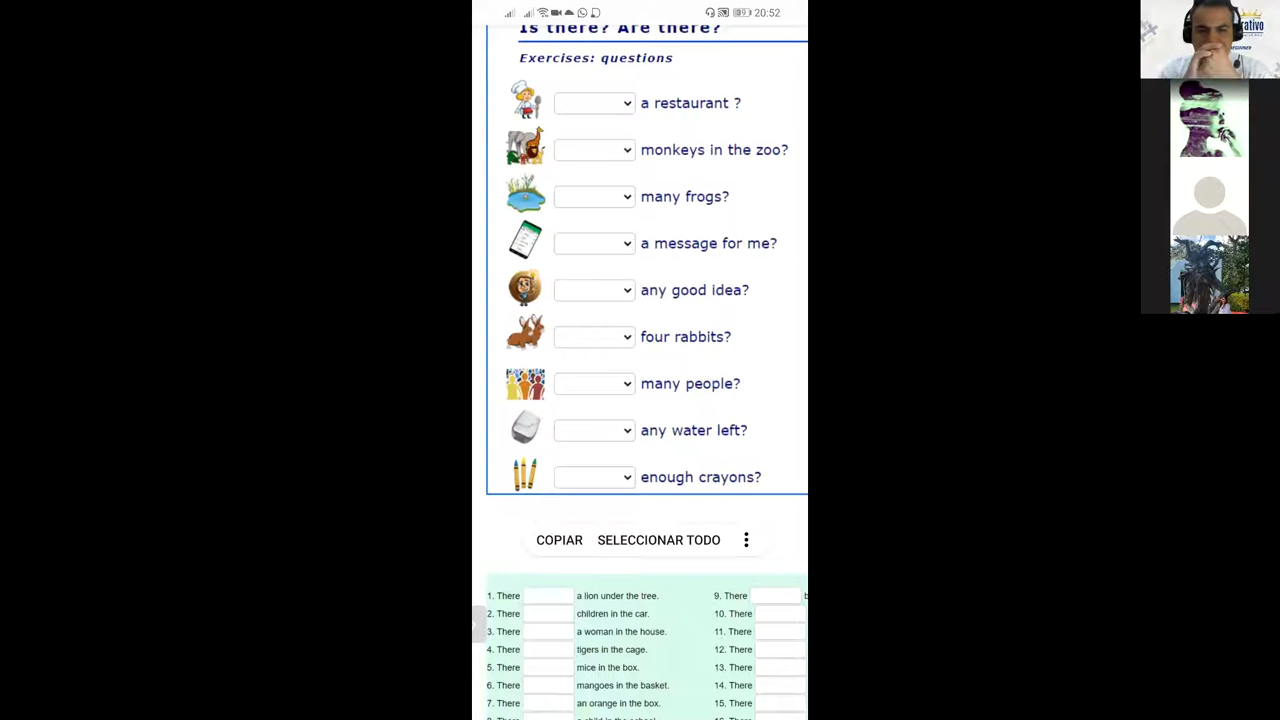 20:52
Is there? Are there?
Exercises: questions
a restaurant ?
monkeys in the zoo?
many frogs?
a message for me?
any good idea?
four rabbits?
many people?
any water left?
enough crayons?
COPIAR SELECCIONAR TODO
1. There a lion under the tree.
2. There children in the car.
3. There a woman in the house.
4. There tigers in the cage.
5. There mice in the box.
6. There mangoes in the basket.
7. There an orange in the box.
9. There b
10. There
11. There
12. There
13. There
14. There
15. There
rativo